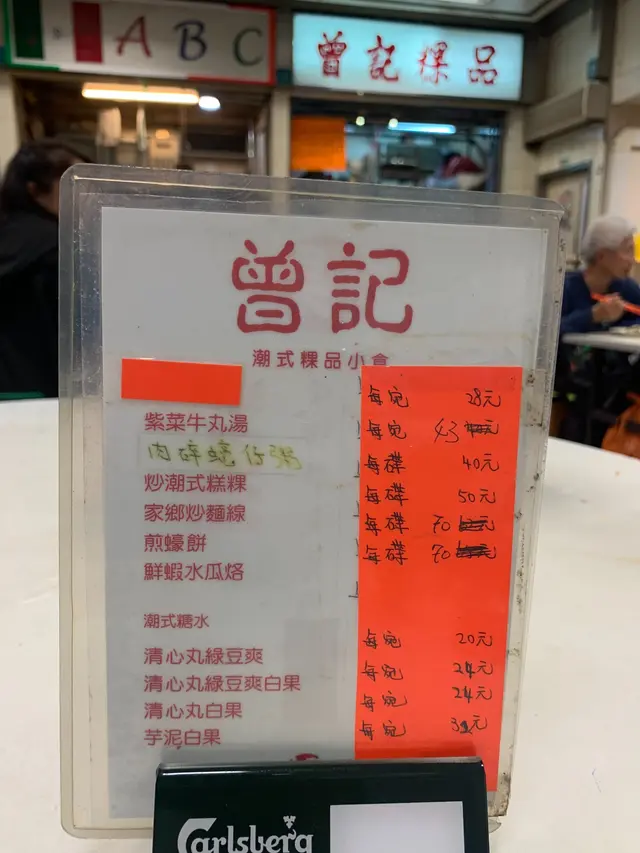 ABC
曾記粿品
曾記
潮式粿品小食
紫菜牛丸湯 每碗 28元
肉碎蠔仔粥 每碗 43
炒潮式糕粿 每碟 40元
家鄉炒麵線 每碟 50元
煎蠔餅 每碟 70
鮮蝦水瓜烙 每碟 70
潮式糖水
清心丸綠豆爽 每碗 20元
清心丸綠豆爽白果 每碗 24元
清心丸白果 每碗 24元
芋泥白果 每碗
Carlsberg